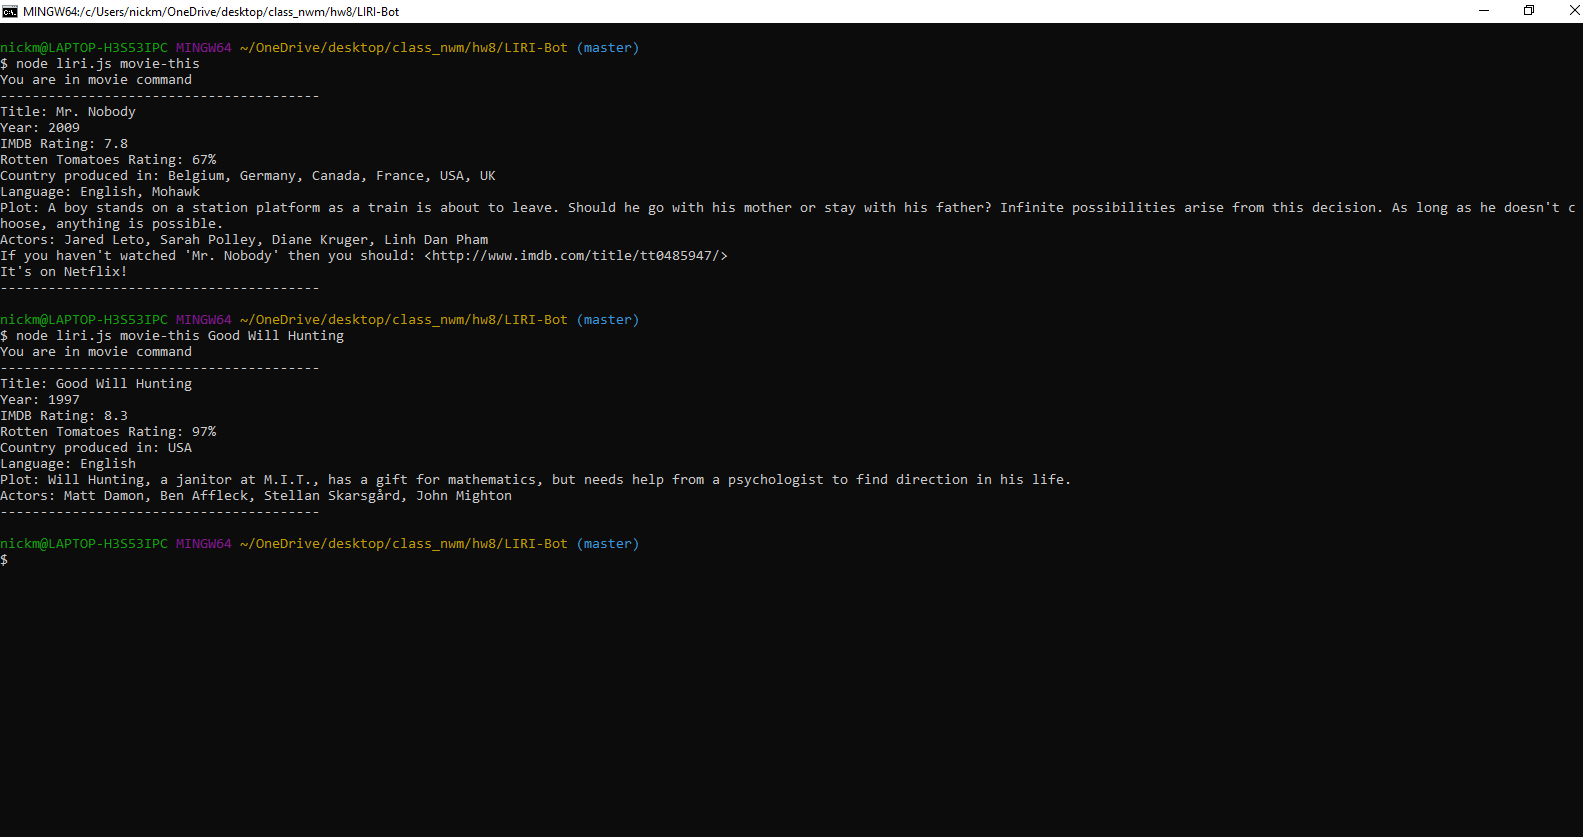 MINGW64:/c/Users/nickm/OneDrive/desktop/class_nwm/hw8/LIRI-Bot
nickm@LAPTOP-H3S53IPC MINGW64 ~/OneDrive/desktop/class_nwm/hw8/LIRI-Bot (master)
$ node liri.js movie-this
You are in movie command
----------------------------------------
Title: Mr. Nobody
Year: 2009
IMDB Rating: 7.8
Rotten Tomatoes Rating: 67%
Country produced in: Belgium, Germany, Canada, France, USA, UK
Language: English, Mohawk
Plot: A boy stands on a station platform as a train is about to leave. Should he go with his mother or stay with his father? Infinite possibilities arise from this decision. As long as he doesn't c
hoose, anything is possible.
Actors: Jared Leto, Sarah Polley, Diane Kruger, Linh Dan Pham
If you haven't watched 'Mr. Nobody' then you should: <http://www.imdb.com/title/tt0485947/>
It's on Netflix!
----------------------------------------
nickm@LAPTOP-H3S53IPC MINGW64 ~/OneDrive/desktop/class_nwm/hw8/LIRI-Bot (master)
$ node liri.js movie-this Good Will Hunting
You are in movie command
----------------------------------------
Title: Good Will Hunting
Year: 1997
IMDB Rating: 8.3
Rotten Tomatoes Rating: 97%
Country produced in: USA
Language: English
Plot: Will Hunting, a janitor at M.I.T., has a gift for mathematics, but needs help from a psychologist to find direction in his life.
Actors: Matt Damon, Ben Affleck, Stellan Skarsgård, John Mighton
----------------------------------------
nickm@LAPTOP-H3S53IPC MINGW64 ~/OneDrive/desktop/class_nwm/hw8/LIRI-Bot (master)
$